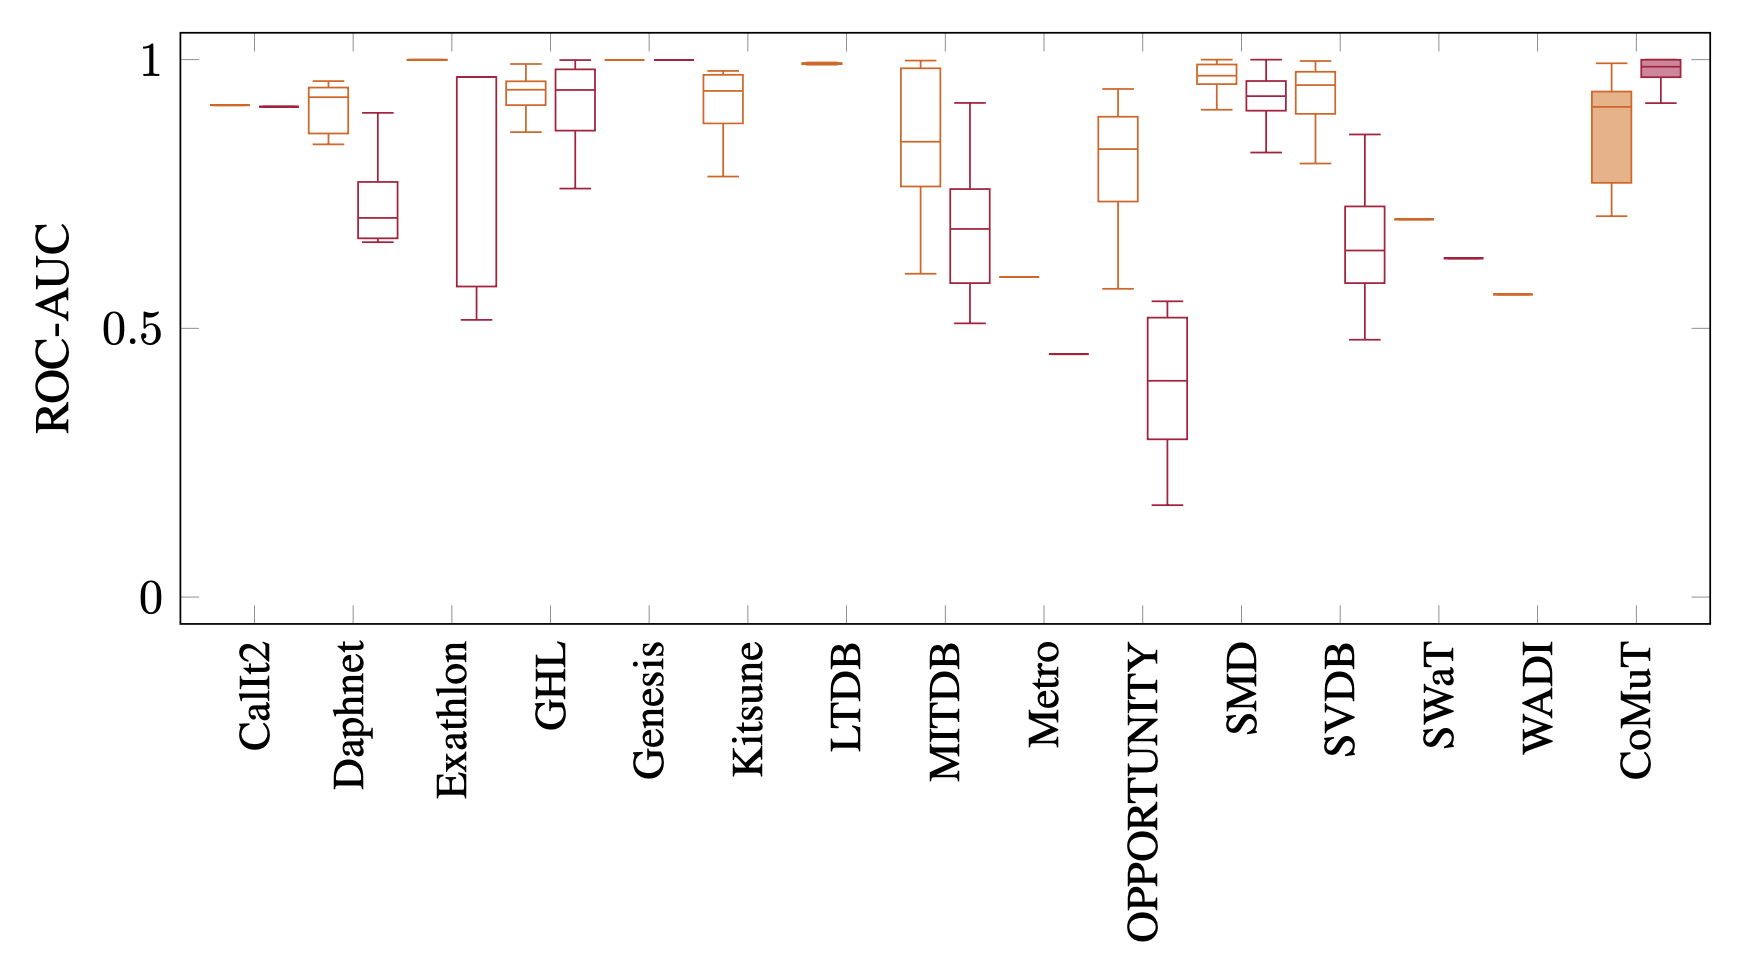 ROC-AUC
1
0.5
0
CalIt2
Daphnet
Exathlon
GHL
Genesis
Kitsune
LTDB
MITDB
Metro
OPPORTUNITY
SMD
SVDB
SWaT
WADI
CoMuT